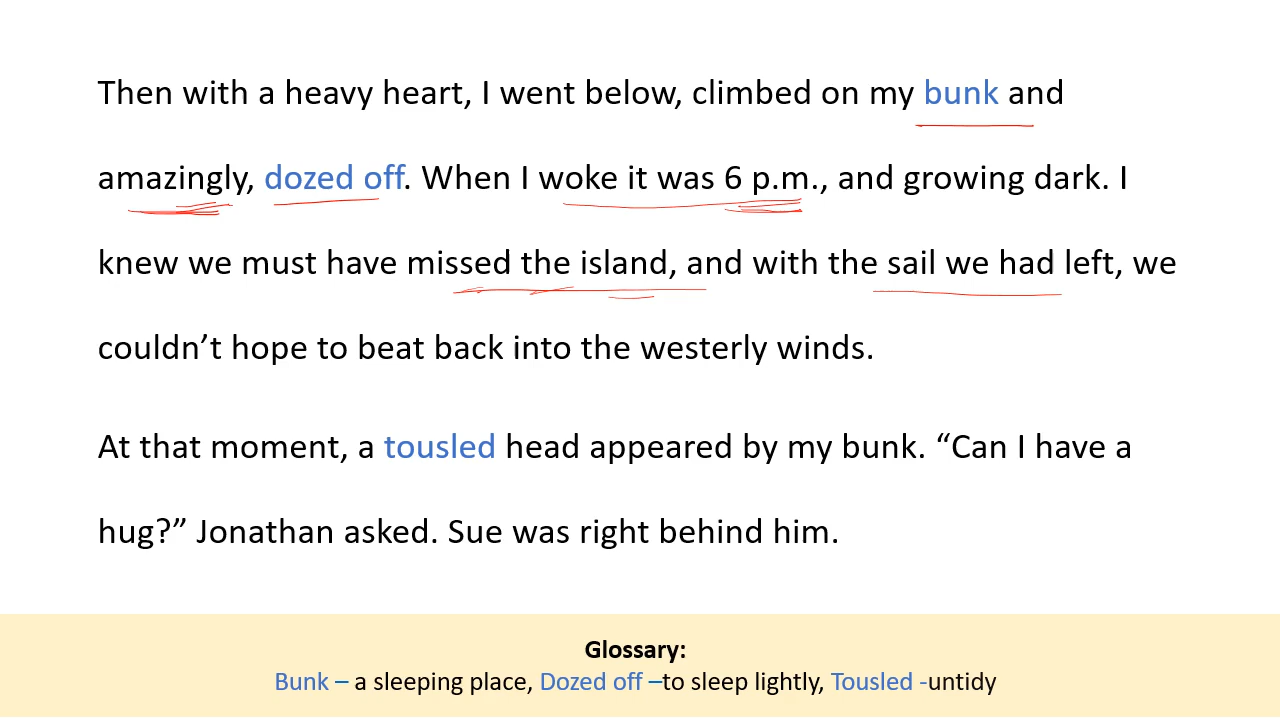 Then with a heavy heart, I went below, climbed on my bunk and
amazingly, dozed off. When I woke it was 6 p.m., and growing dark. I
knew we must have missed the island, and with the sail we had left, we
couldn’t hope to beat back into the westerly winds.
At that moment, a tousled head appeared by my bunk. “Can I have a
hug?” Jonathan asked. Sue was right behind him.
Glossary:
Bunk – a sleeping place, Dozed off –to sleep lightly, Tousled -untidy